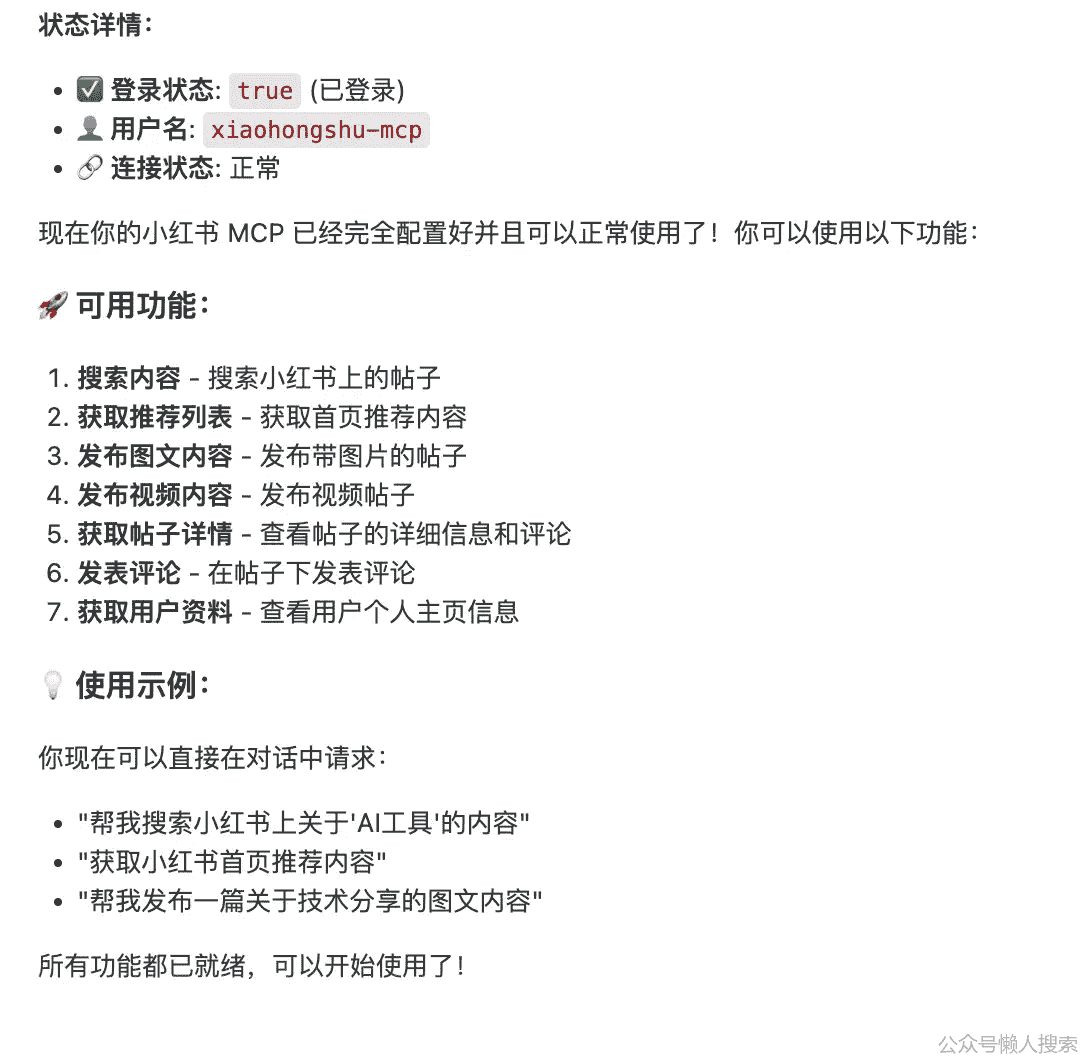 状态详情：
• ✅ 登录状态: true (已登录)
• 👤 用户名: xiaohongshu-mcp
• 🔗 连接状态: 正常
现在你的小红书 MCP 已经完全配置好并且可以正常使用了！你可以使用以下功能：
🚀 可用功能：
1. 搜索内容 - 搜索小红书上的帖子
2. 获取推荐列表 - 获取首页推荐内容
3. 发布图文内容 - 发布带图片的帖子
4. 发布视频内容 - 发布视频帖子
5. 获取帖子详情 - 查看帖子的详细信息和评论
6. 发表评论 - 在帖子下发表评论
7. 获取用户资料 - 查看用户个人主页信息
💡 使用示例：
你现在可以直接在对话中请求：
• "帮我搜索小红书上关于'AI工具'的内容"
• "获取小红书首页推荐内容"
• "帮我发布一篇关于技术分享的图文内容"
所有功能都已就绪，可以开始使用了！
公众号懒人搜索